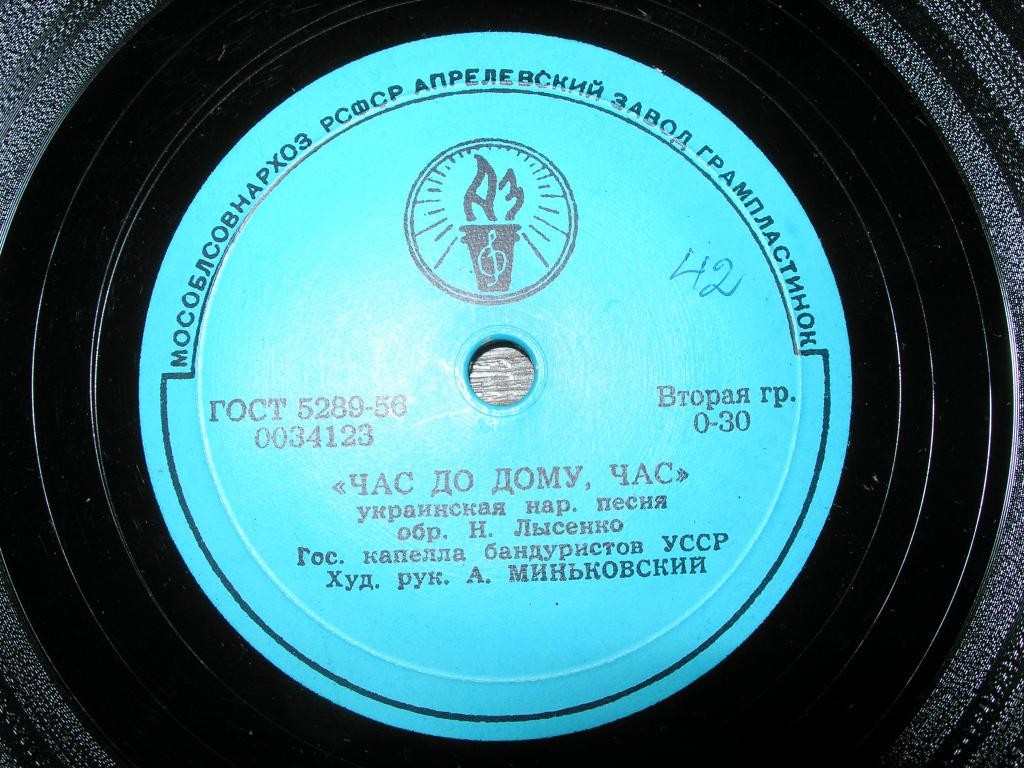 МОСОБЛСОВНАРХОЗ РСФСР АПРЕЛЕВСКИЙ ЗАВОД ГРАМПЛАСТИНОК
АЗ
42
ГОСТ 5289-56
0034123
Вторая гр.
0-30
«ЧАС ДО ДОМУ, ЧАС»
украинская нар. песня
обр. Н. Лысенко
Гос. капелла бандуристов УССР
Худ. рук. А. МИНЬКОВСКИЙ